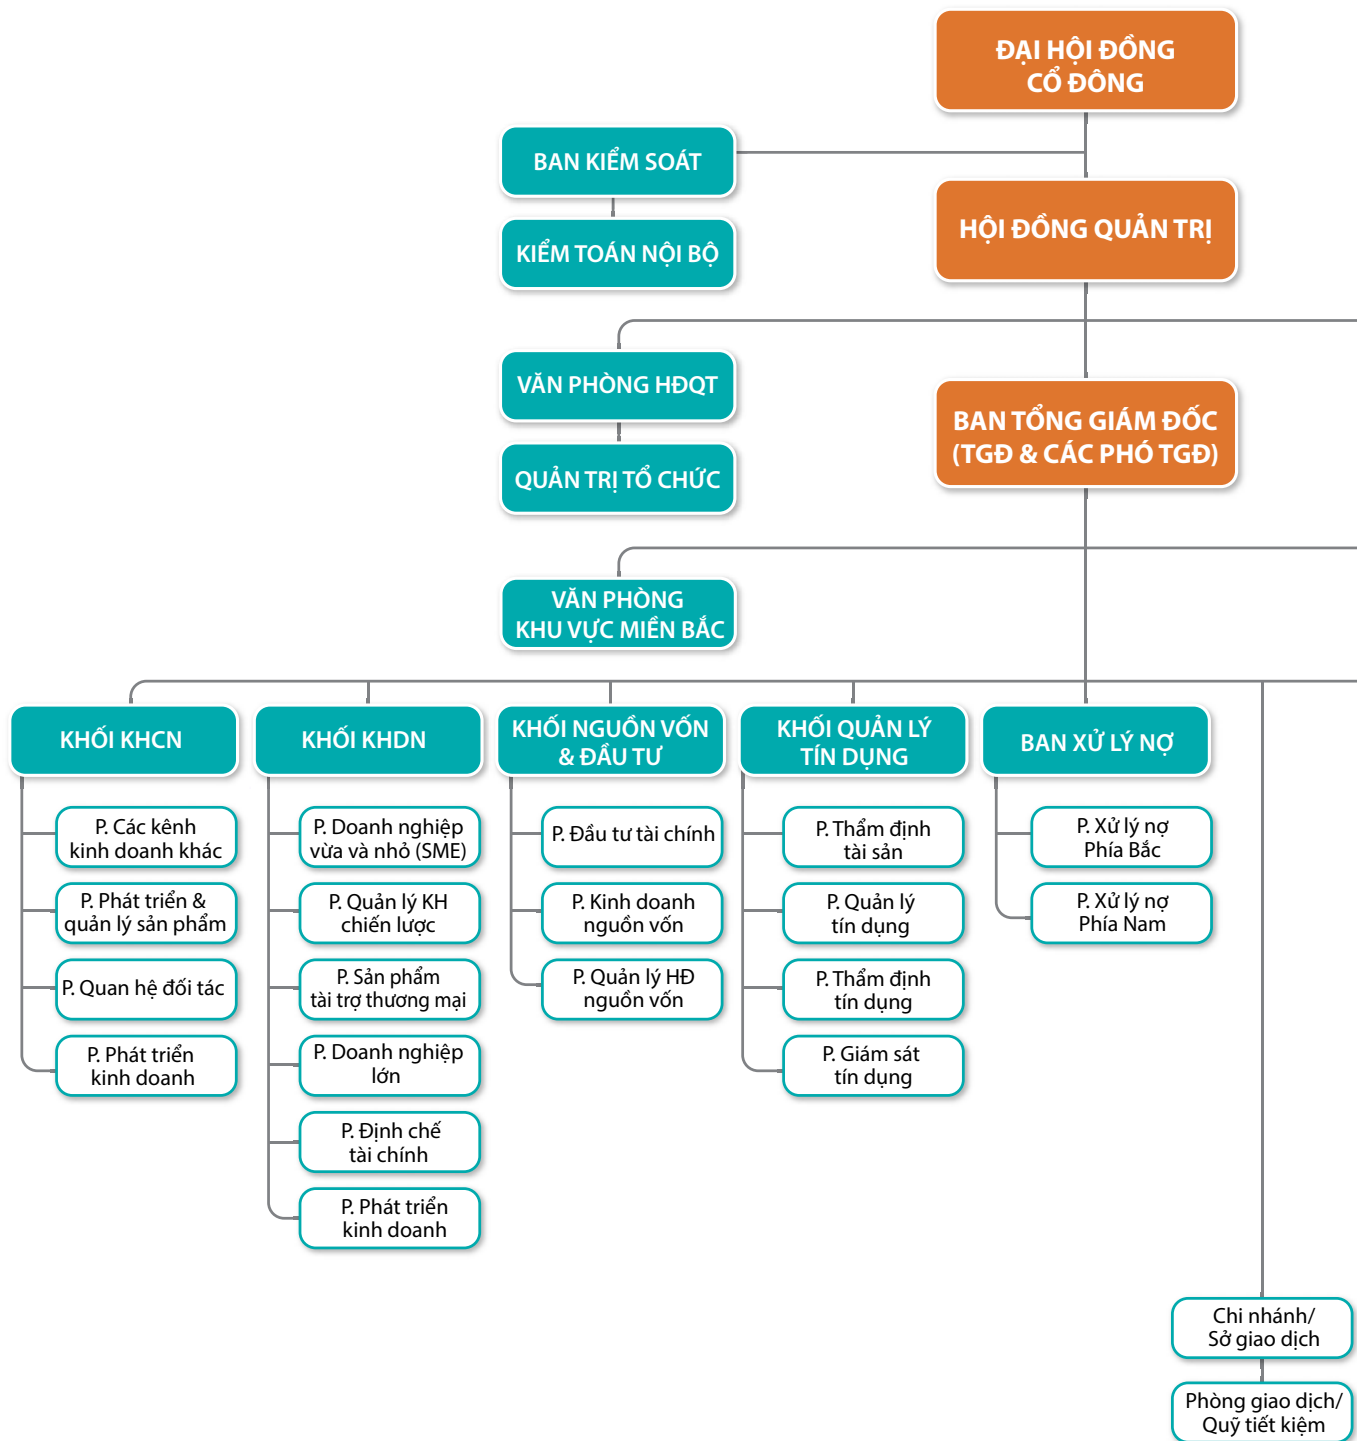 ĐẠI HỘI ĐỒNG
CỔ ĐÔNG
BAN KIỂM SOÁT
HỘI ĐỒNG QUẢN TRỊ
KIỂM TOÁN NỘI BỘ
VĂN PHÒNG HĐQT
BAN TỔNG GIÁM ĐỐC
(TGĐ & CÁC PHÓ TGĐ)
QUẢN TRỊ TỔ CHỨC
VĂN PHÒNG
KHU VỰC MIỀN BẮC
KHỐI KHCN
P. Các kênh
kinh doanh khác
P. Phát triển &
quản lý sản phẩm
P. Quan hệ đối tác
P. Phát triển
kinh doanh
KHỐI KHDN
P. Doanh nghiệp
vừa và nhỏ (SME)
P. Quản lý KH
chiến lược
P. Sản phẩm
tài trợ thương mại
P. Doanh nghiệp
lớn
P. Định chế
tài chính
P. Phát triển
kinh doanh
KHỐI NGUỒN VỐN
& ĐẦU TƯ
P. Đầu tư tài chính
P. Kinh doanh
nguồn vốn
P. Quản lý HĐ
nguồn vốn
KHỐI QUẢN LÝ
TÍN DỤNG
P. Thẩm định
tài sản
P. Quản lý
tín dụng
P. Thẩm định
tín dụng
P. Giám sát
tín dụng
BAN XỬ LÝ NỢ
P. Xử lý nợ
Phía Bắc
P. Xử lý nợ
Phía Nam
Chi nhánh/
Sở giao dịch
Phòng giao dịch/
Quỹ tiết kiệm